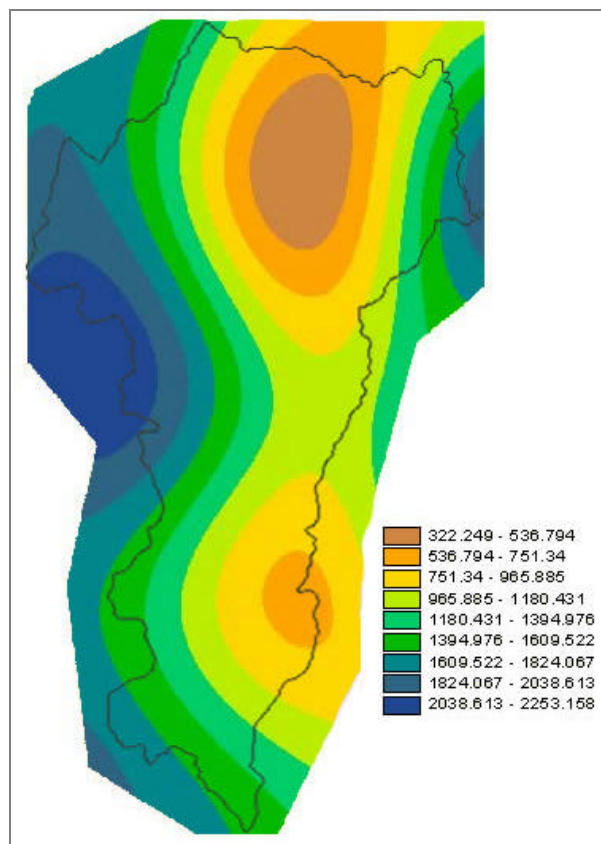 322.249 - 536.794
536.794 - 751.34
751.34 - 965.885
965.885 - 1180.431
1180.431 - 1394.976
1394.976 - 1609.522
1609.522 - 1824.067
1824.067 - 2038.613
2038.613 - 2253.158